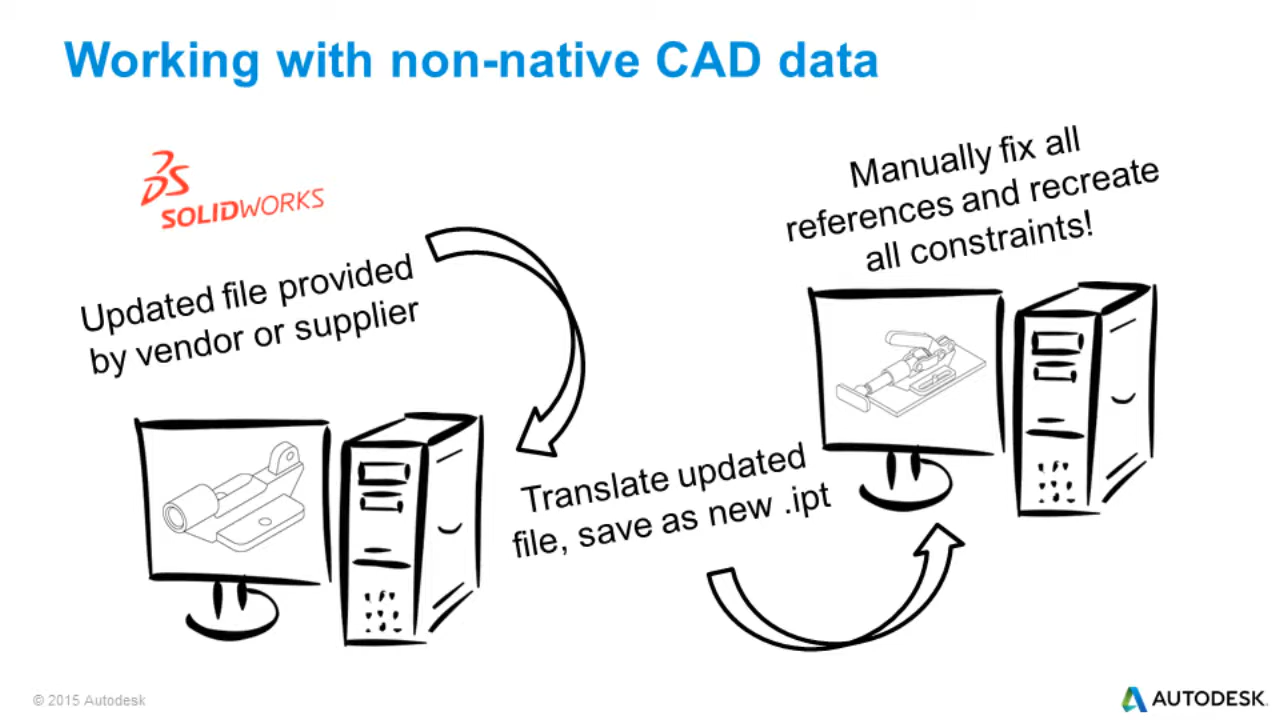 Working with non-native CAD data
SOLIDWORKS
Updated file provided
by vendor or supplier
Manually fix all
references and recreate
all constraints!
Translate updated
file, save as new .ipt
© 2015 Autodesk
AUTODESK.